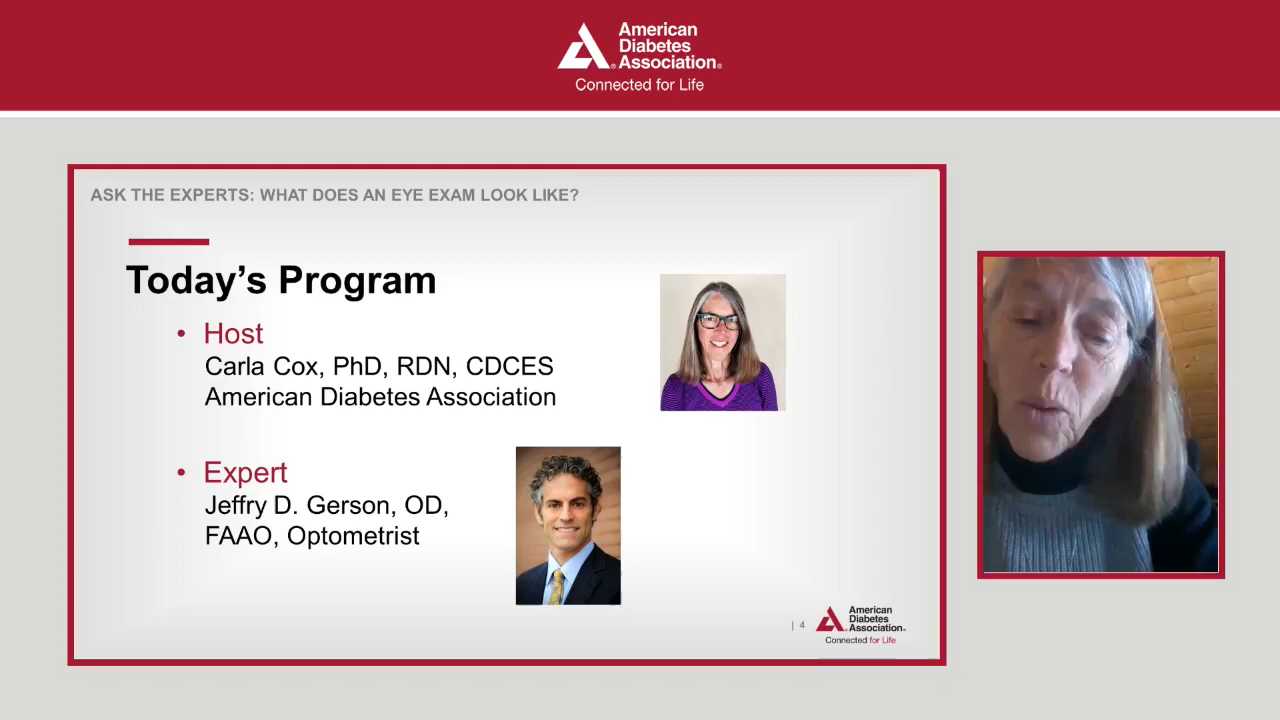 American
Diabetes
Association®
Connected for Life
ASK THE EXPERTS: WHAT DOES AN EYE EXAM LOOK LIKE?
Today's Program
• Host
Carla Cox, PhD, RDN, CDCES
American Diabetes Association
• Expert
Jeffry D. Gerson, OD,
FAAO, Optometrist
| 4
American
Diabetes
Association®
Connected for Life